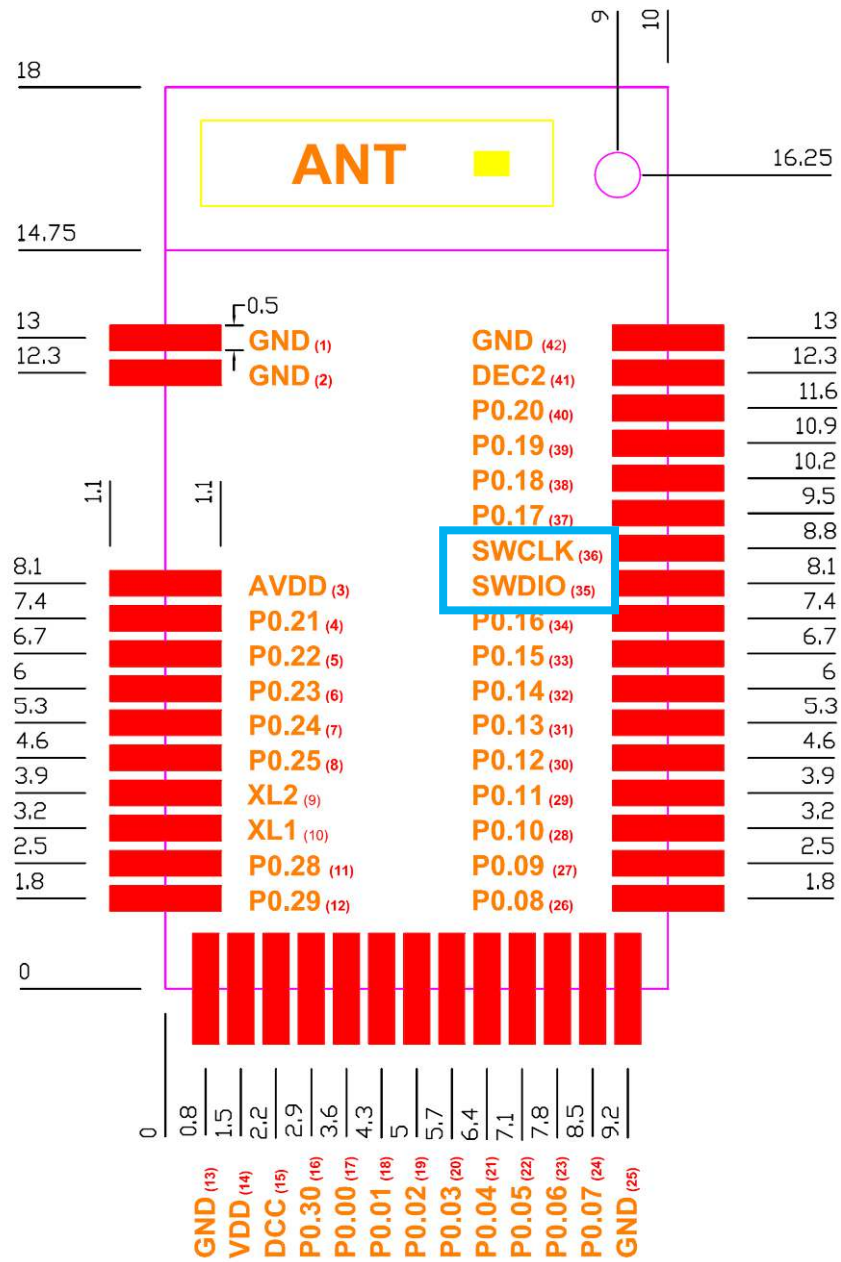 9
10
18
ANT
16.25
14.75
0.5
13
GND (1)
GND (42)
13
12.3
GND (2)
DEC2 (41)
12.3
P0.20 (40)
11.6
P0.19 (39)
10.9
P0.18 (38)
10.2
1.1
1.1
P0.17 (37)
9.5
SWCLK (36)
8.8
8.1
AVDD (3)
SWDIO (35)
8.1
7.4
P0.21 (4)
P0.16 (34)
7.4
6.7
P0.22 (5)
P0.15 (33)
6.7
6
P0.23 (6)
P0.14 (32)
6
5.3
P0.24 (7)
P0.13 (31)
5.3
4.6
P0.25 (8)
P0.12 (30)
4.6
3.9
XL2 (9)
P0.11 (29)
3.9
3.2
XL1 (10)
P0.10 (28)
3.2
2.5
P0.28 (11)
P0.09 (27)
2.5
1.8
P0.29 (12)
P0.08 (26)
1.8
0
0
0.8
1.5
2.2
2.9
3.6
4.3
5
5.7
6.4
7.1
7.8
8.5
9.2
GND (13)
VDD (14)
DCC (15)
P0.30 (16)
P0.00 (17)
P0.01 (18)
P0.02 (19)
P0.03 (20)
P0.04 (21)
P0.05 (22)
P0.06 (23)
P0.07 (24)
GND (25)